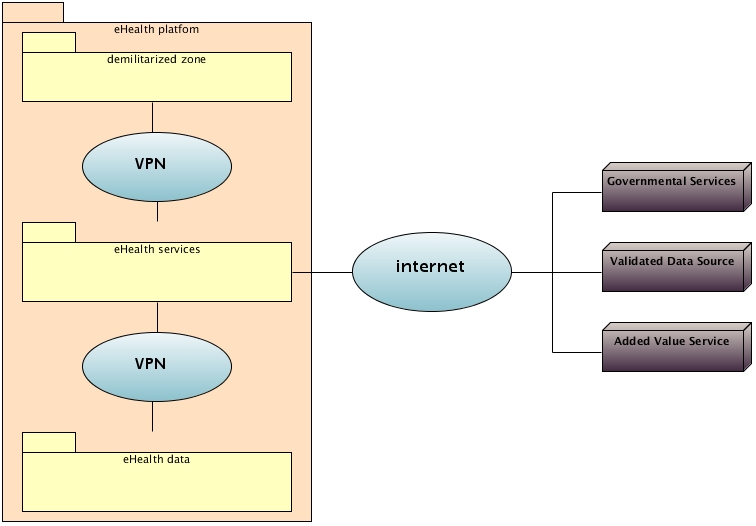 eHealth platfom
demilitarized zone
VPN
eHealth services
VPN
eHealth data
internet
Governmental Services
Validated Data Source
Added Value Service